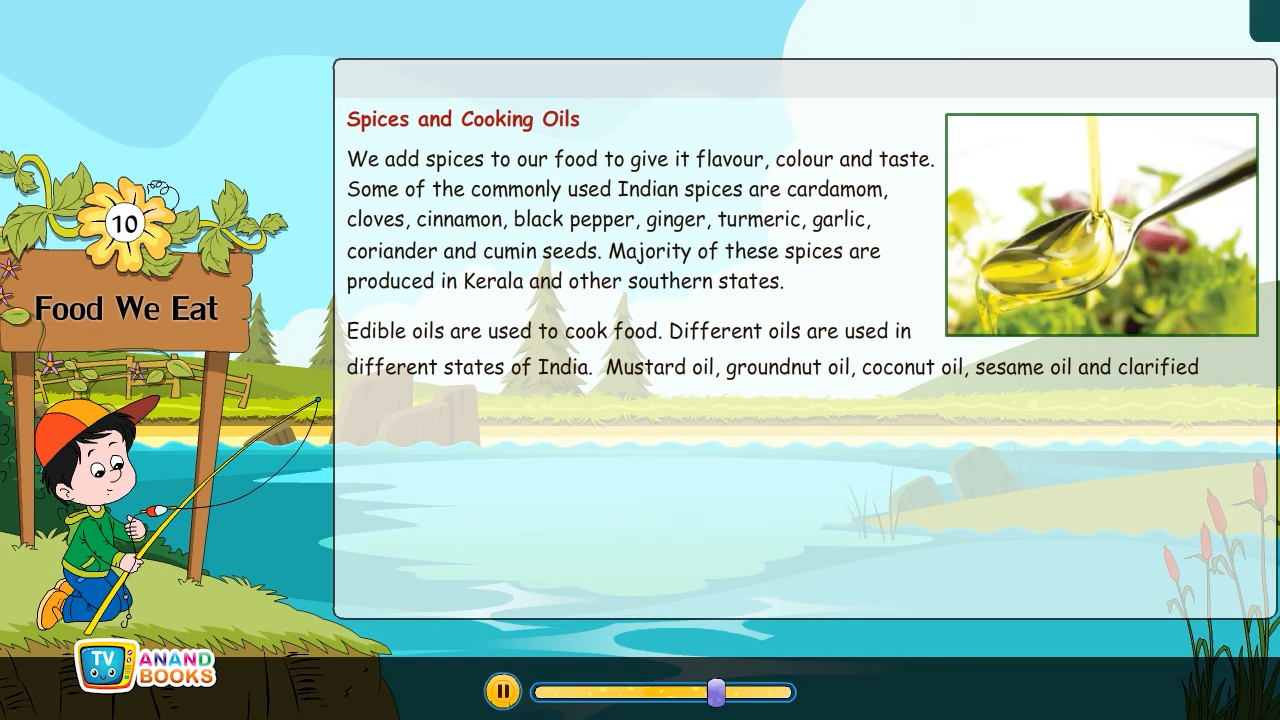 10
Food We Eat
Spices and Cooking Oils
We add spices to our food to give it flavour, colour and taste.
Some of the commonly used Indian spices are cardamom,
cloves, cinnamon, black pepper, ginger, turmeric, garlic,
coriander and cumin seeds. Majority of these spices are
produced in Kerala and other southern states.
Edible oils are used to cook food. Different oils are used in
different states of India. Mustard oil, groundnut oil, coconut oil, sesame oil and clarified
TV
ANAND
BOOKS